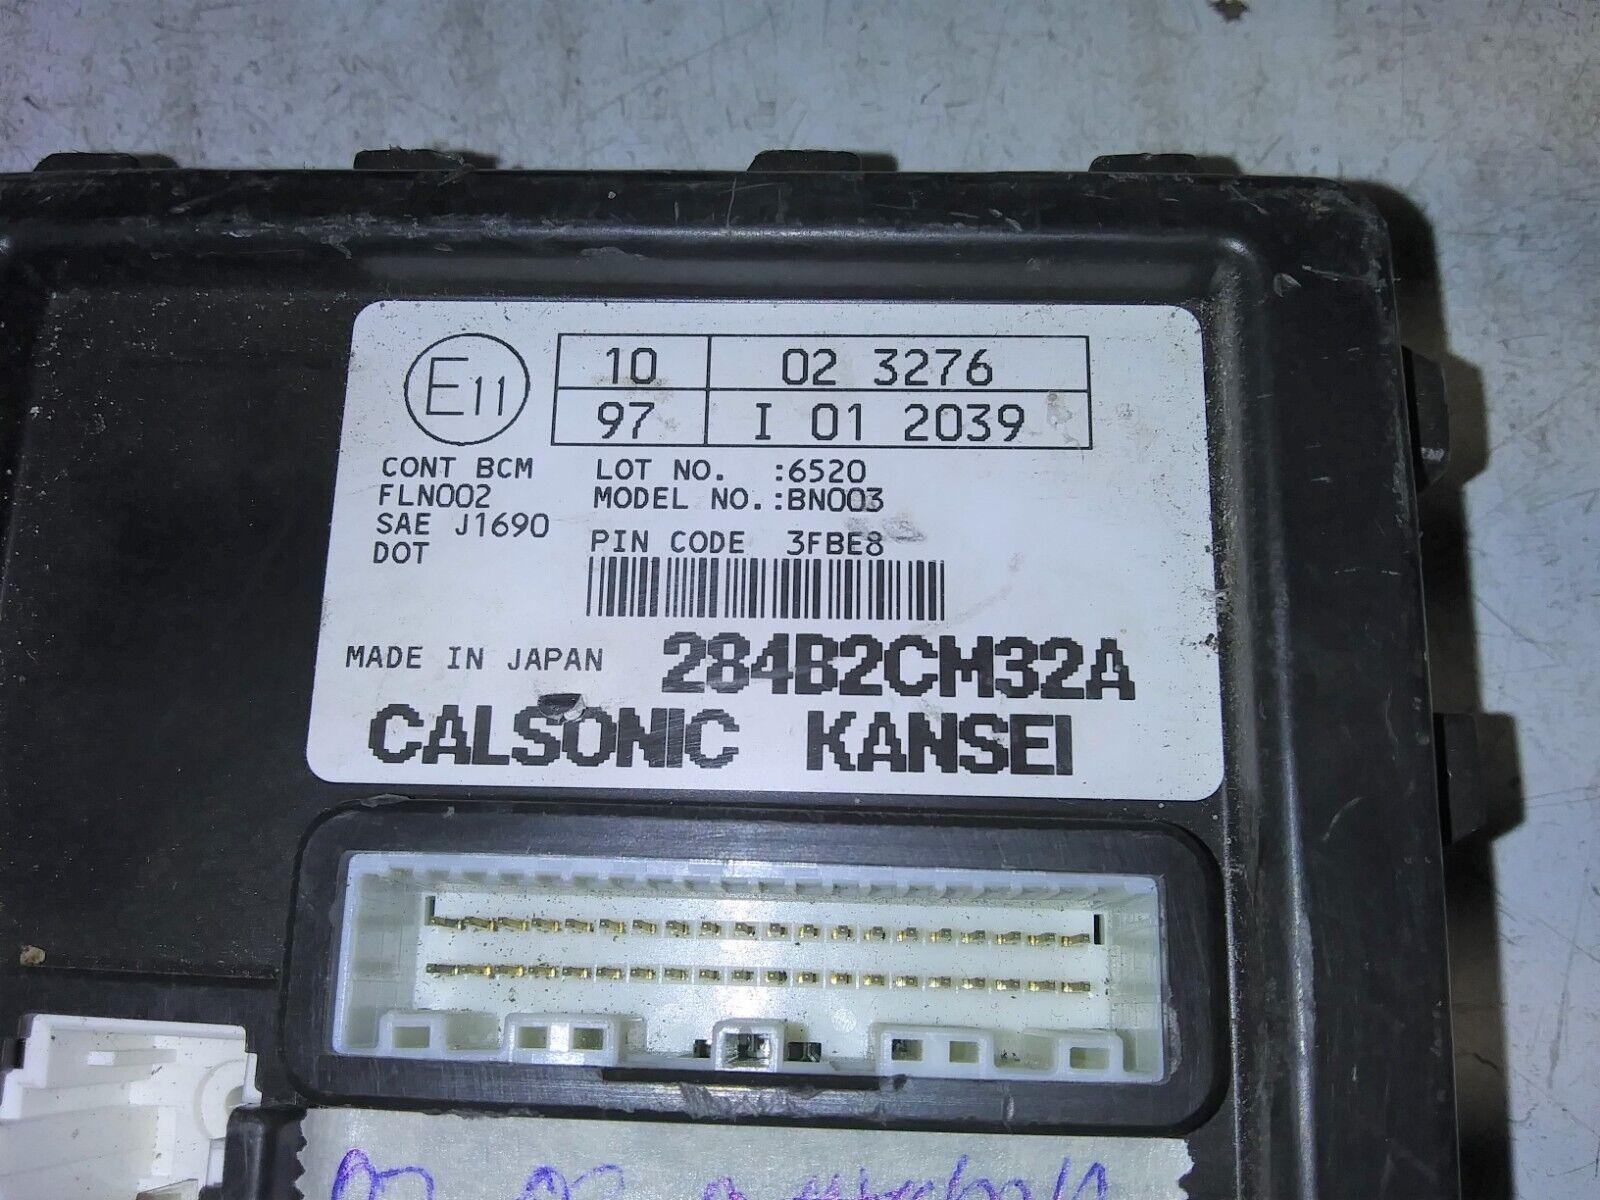 E11
10 02 3276
97 I 01 2039
CONT BCM LOT NO. :6520
FLN002 MODEL NO.:BN003
SAE J1690
DOT PIN CODE 3FBE8
MADE IN JAPAN 284B2CM32A
CALSONIC KANSEI